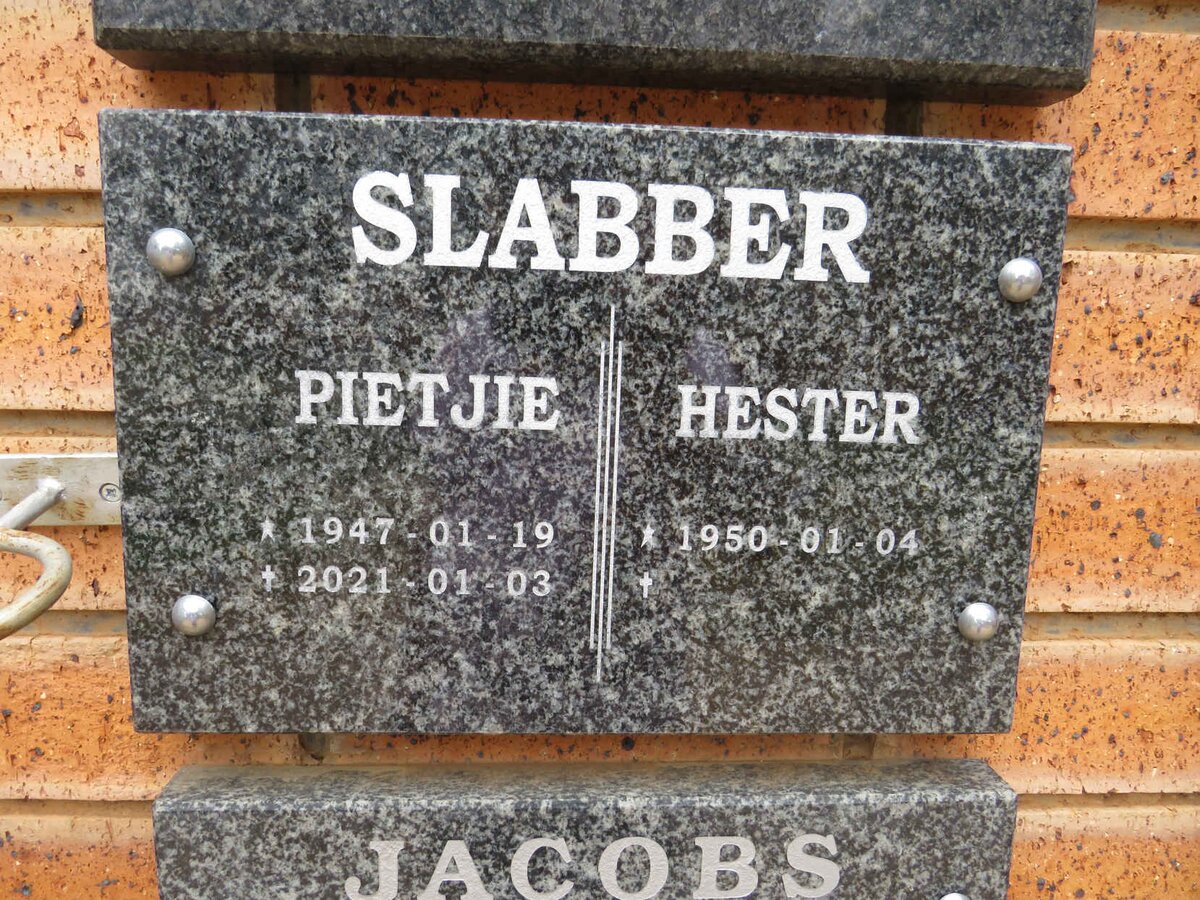 SLABBER
PIETJIE HESTER
* 1947-01-19 * 1950-01-04
† 2021-01-03 †
JACOBS